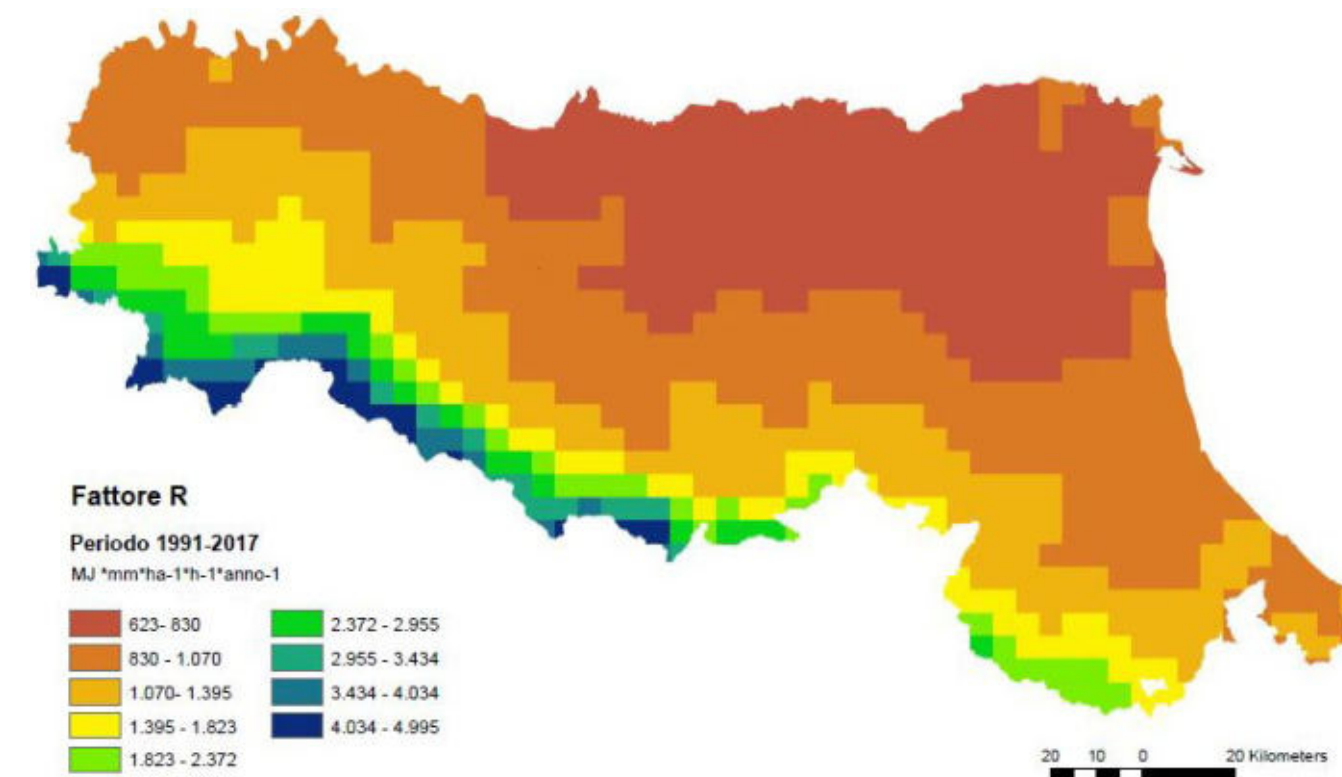 Fattore R
Periodo 1991-2017
MJ *mm*ha-1*h-1*anno-1
623- 830
830 - 1.070
1.070- 1.395
1.395 - 1.823
1.823 - 2.372
2.372 - 2.955
2.955 - 3.434
3.434 - 4.034
4.034 - 4.995
20 10 0 20 Kilometers